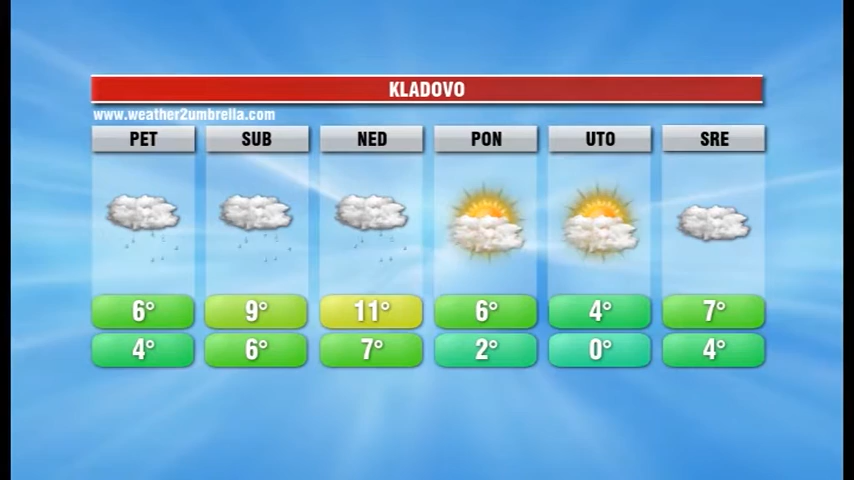 KLADOVO
www.weather2umbrella.com
PET SUB NED PON UTO SRE
6° 9° 11° 6° 4° 7°
4° 6° 7° 2° 0° 4°